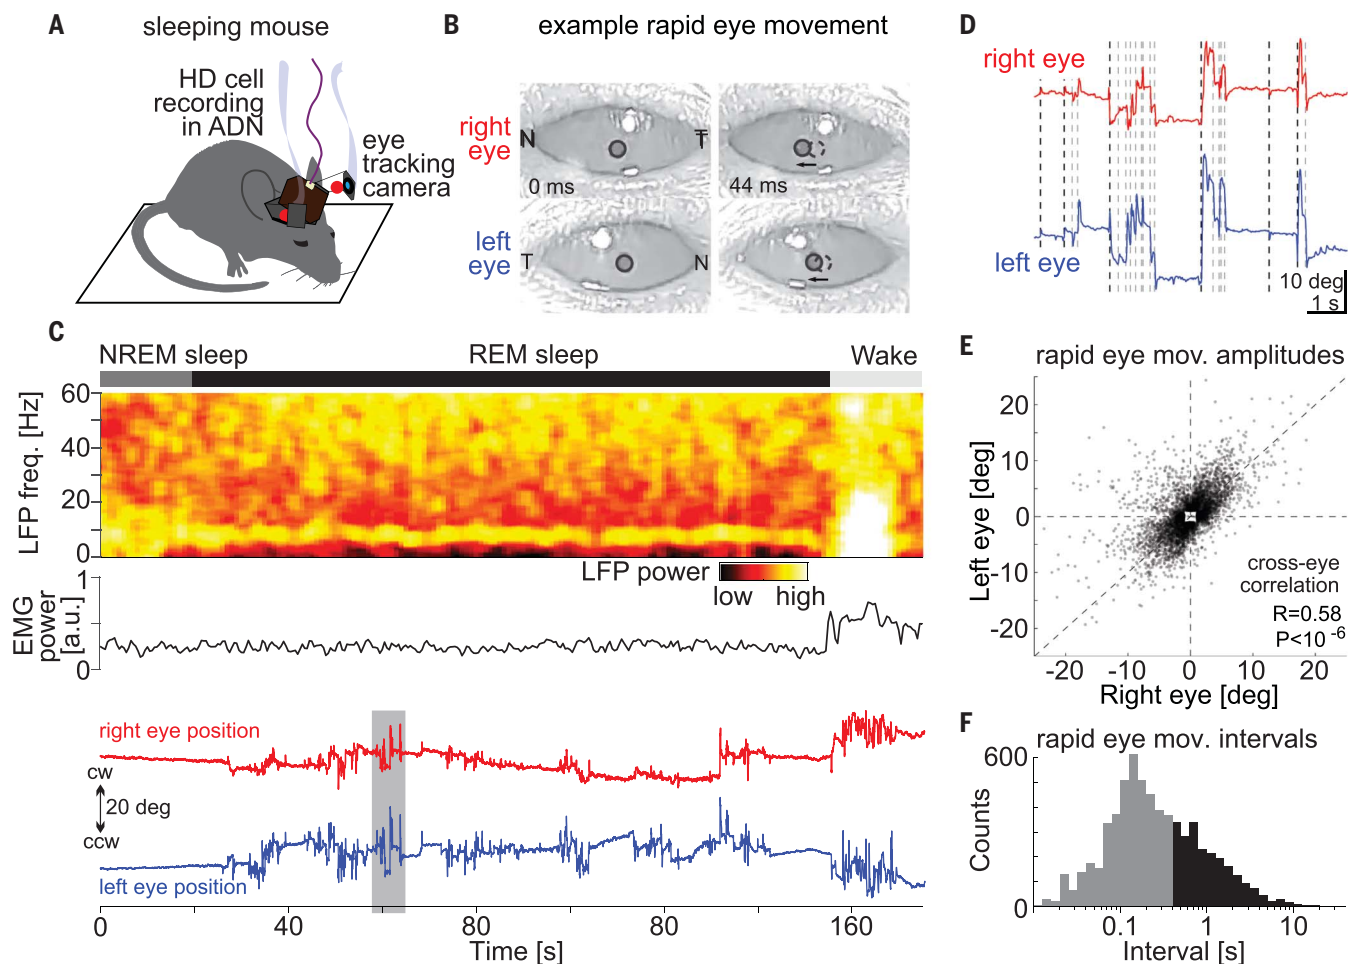 A
sleeping mouse
HD cell
recording
in ADN
eye
tracking
camera
B
example rapid eye movement
right
eye
N
T
0 ms
44 ms
left
eye
T
N
C
NREM sleep
REM sleep
Wake
LFP freq. [Hz]
60
40
20
0
LFP power
low
high
EMG
power
[a.u.]
1
0
right eye position
cw
20 deg
ccw
left eye position
0
40
80
80
160
Time [s]
D
right eye
left eye
10 deg
1 s
E
rapid eye mov. amplitudes
Left eye [deg]
20
10
0
-10
-20
cross-eye
correlation
R=0.58
P<10 -6
-20
-10
0
10
20
Right eye [deg]
F
rapid eye mov. intervals
Counts
600
0
0.1
1
10
Interval [s]